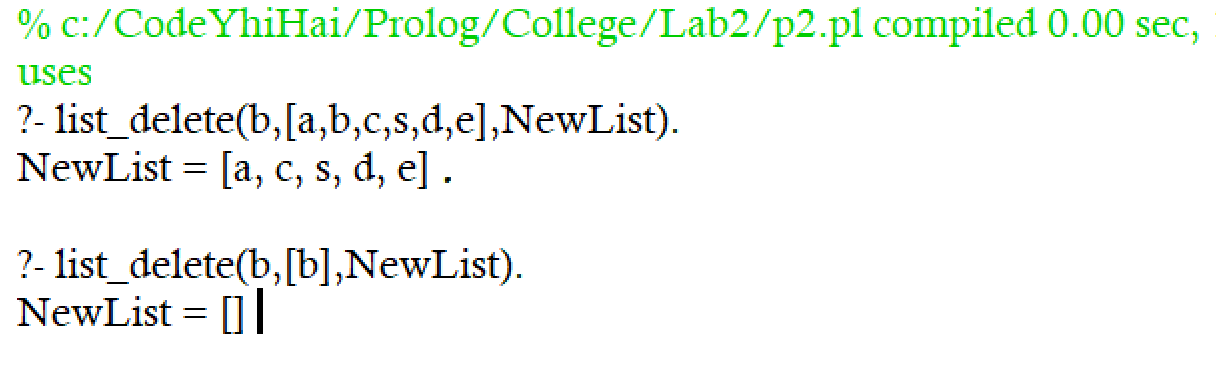 % c:/CodeYhiHai/Prolog/College/Lab2/p2.pl compiled 0.00 sec,
uses
?- list_delete(b,[a,b,c,s,d,e],NewList).
NewList = [a, c, s, d, e] .
?- list_delete(b,[b],NewList).
NewList = []